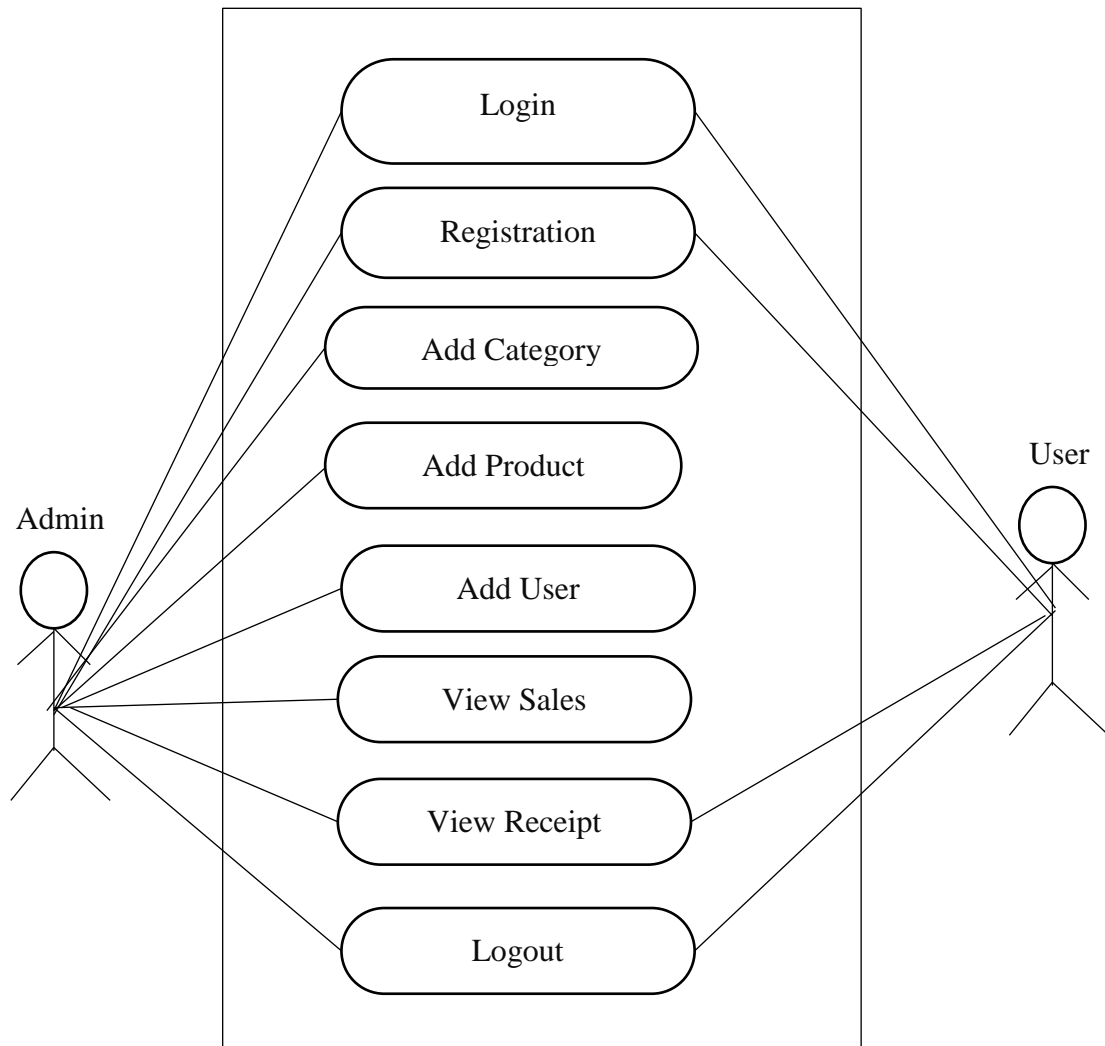 Login
Registration
Add Category
Add Product
User
Admin
Add User
View Sales
View Receipt
Logout